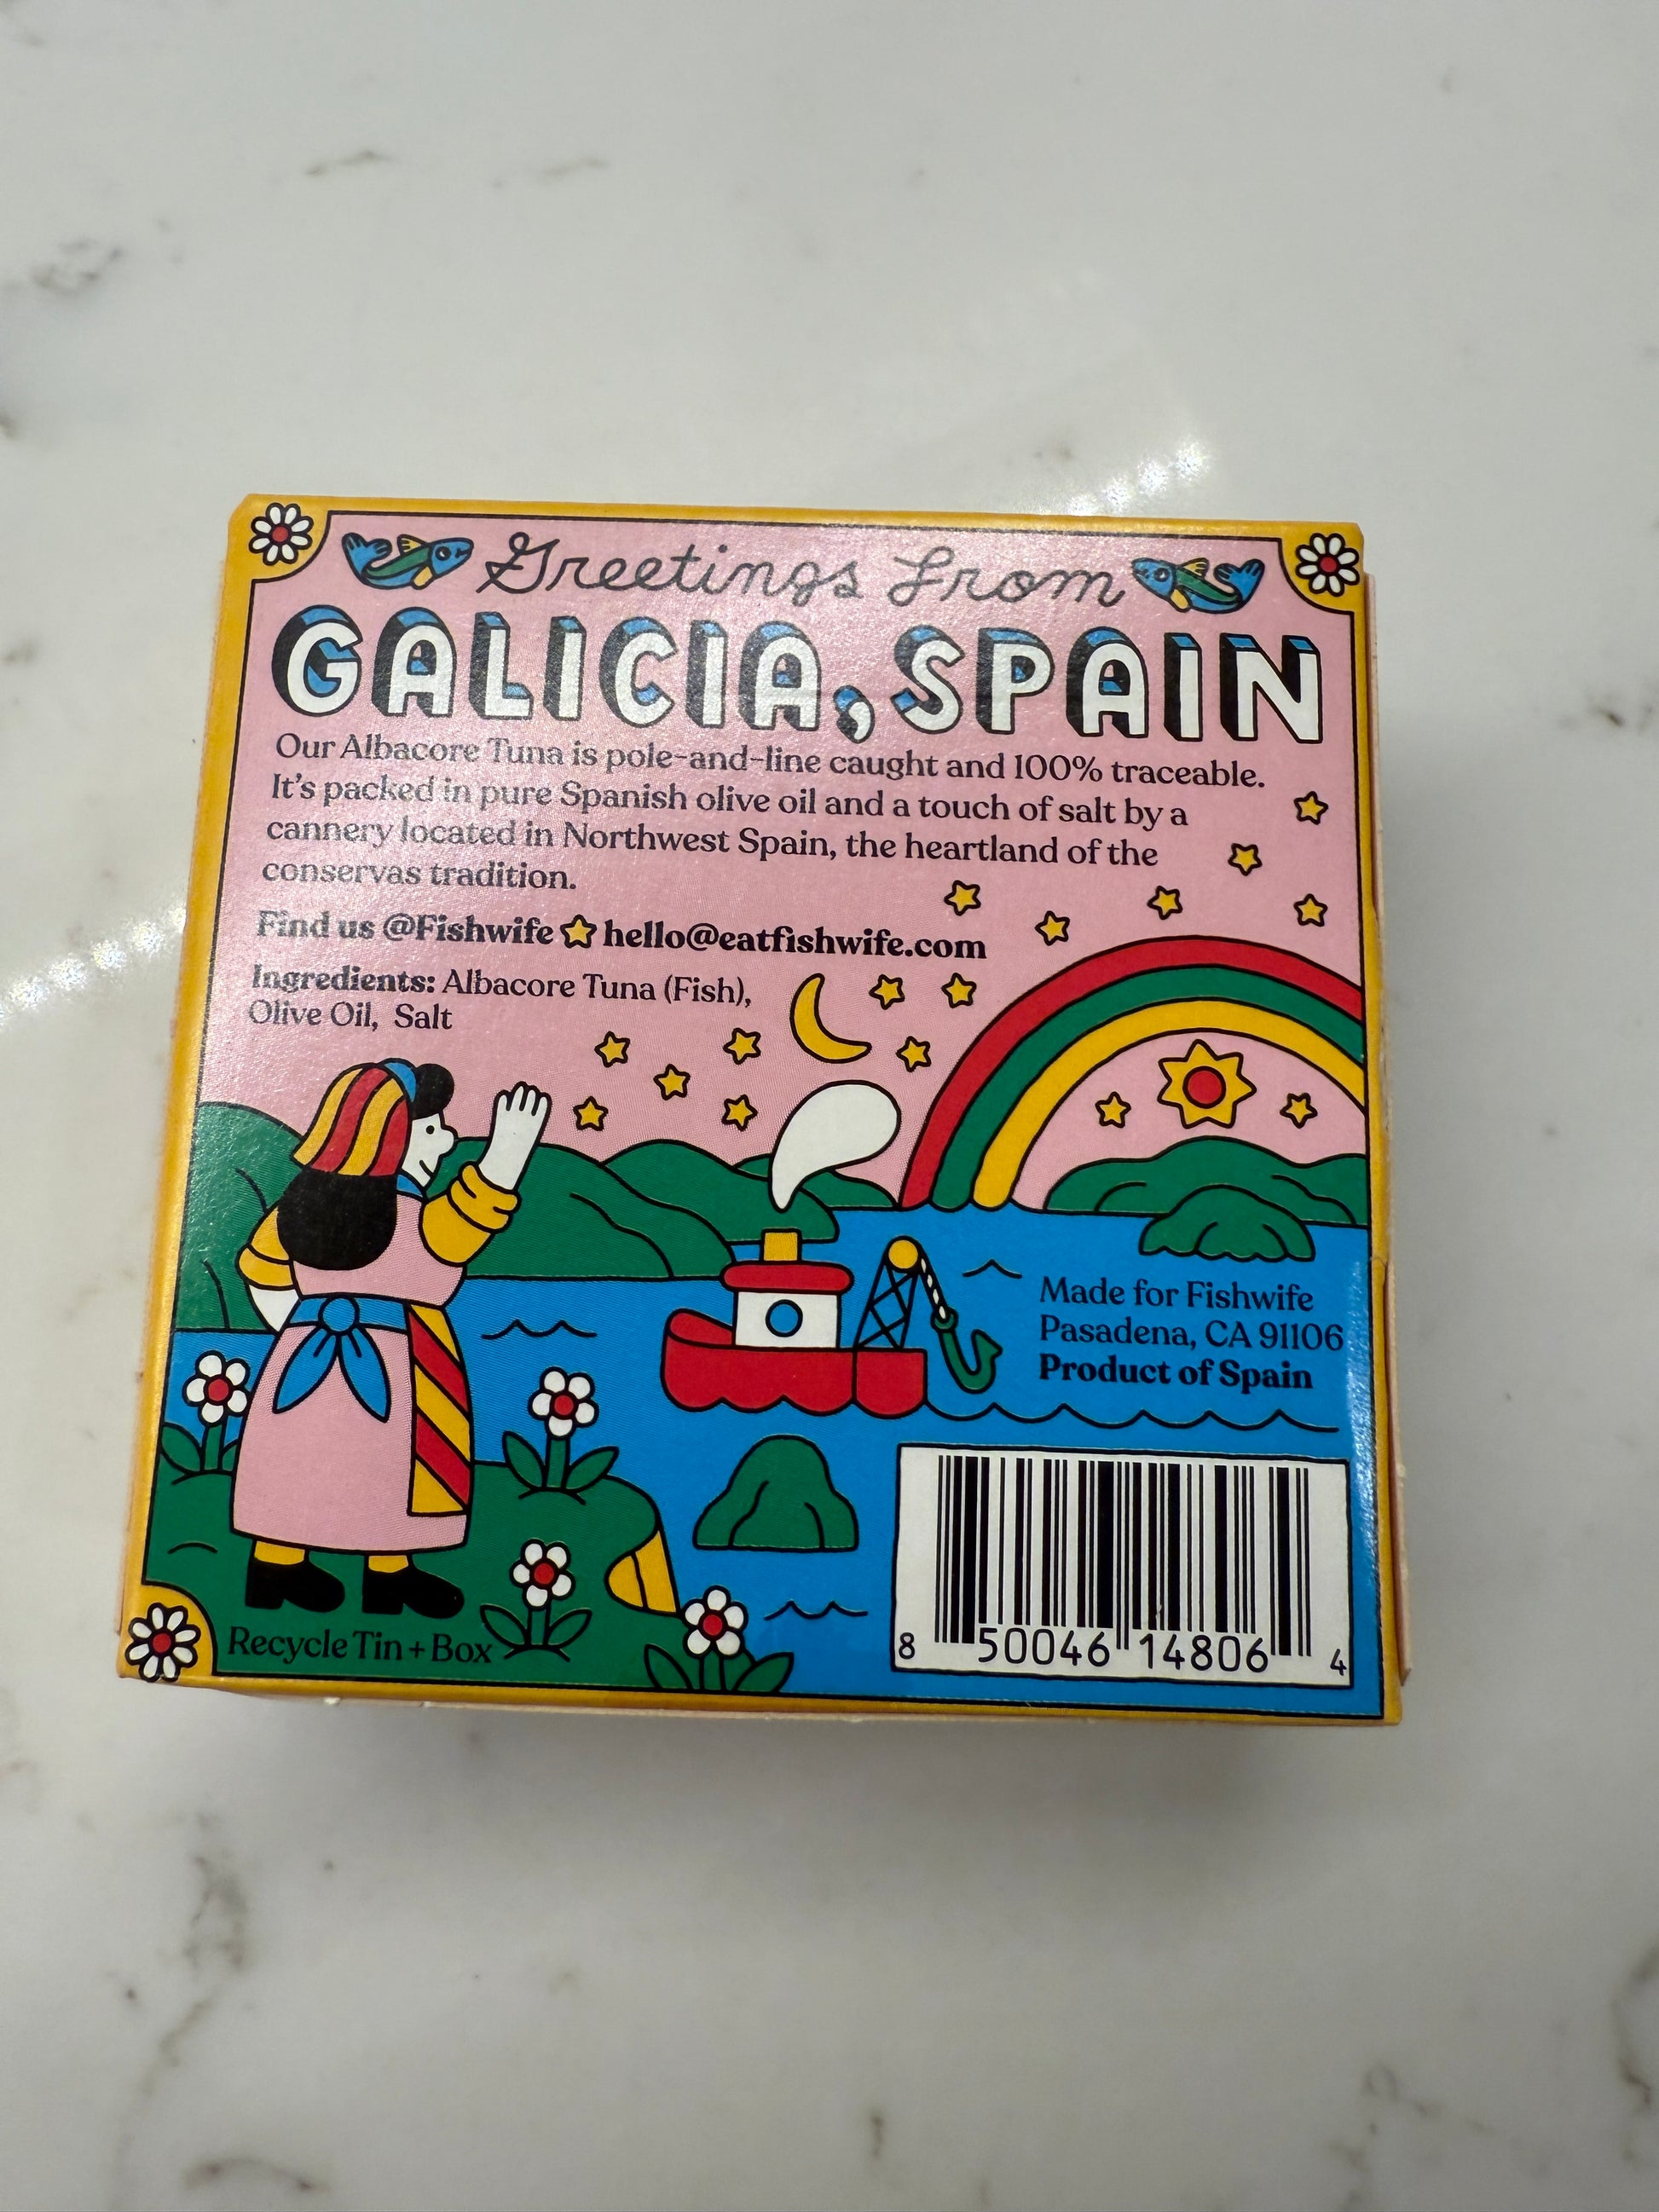 Greetings From
GALICIA, SPAIN
Our Albacore Tuna is pole-and-line caught and 100% traceable.
It's packed in pure Spanish olive oil and a touch of salt by a
cannery located in Northwest Spain, the heartland of the
conservas tradition.
Find us @Fishwife hello@eatfishwife.com
Ingredients: Albacore Tuna (Fish),
Olive Oil, Salt
Made for Fishwife
Pasadena, CA 91106
Product of Spain
Recycle Tin + Box
8 50046 14806 4